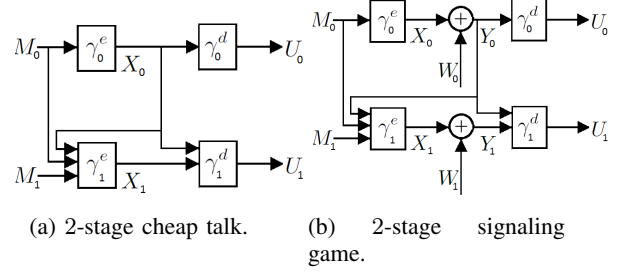 M₀ γ₀ᵉ X₀ γ₀ᵈ U₀
M₁ γ₁ᵉ X₁ γ₁ᵈ U₁
(a) 2-stage cheap talk.
M₀ γ₀ᵉ X₀ + Y₀ γ₀ᵈ U₀
W₀
M₁ γ₁ᵉ X₁ + Y₁ γ₁ᵈ U₁
W₁
(b) 2-stage signaling
game.